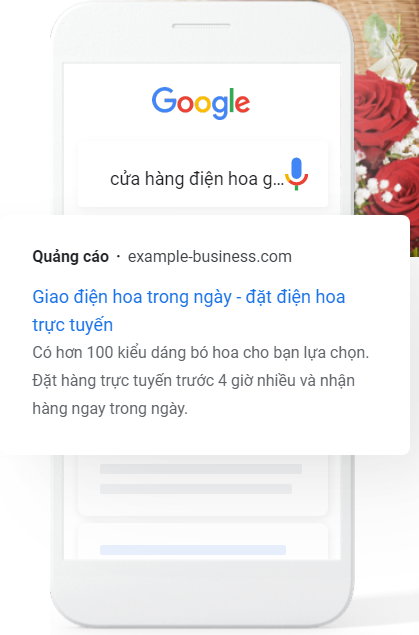 Google
cửa hàng điện hoa g...
Quảng cáo · example-business.com
Giao điện hoa trong ngày - đặt điện hoa
trực tuyến
Có hơn 100 kiểu dáng bó hoa cho bạn lựa chọn.
Đặt hàng trực tuyến trước 4 giờ nhiều và nhận
hàng ngay trong ngày.